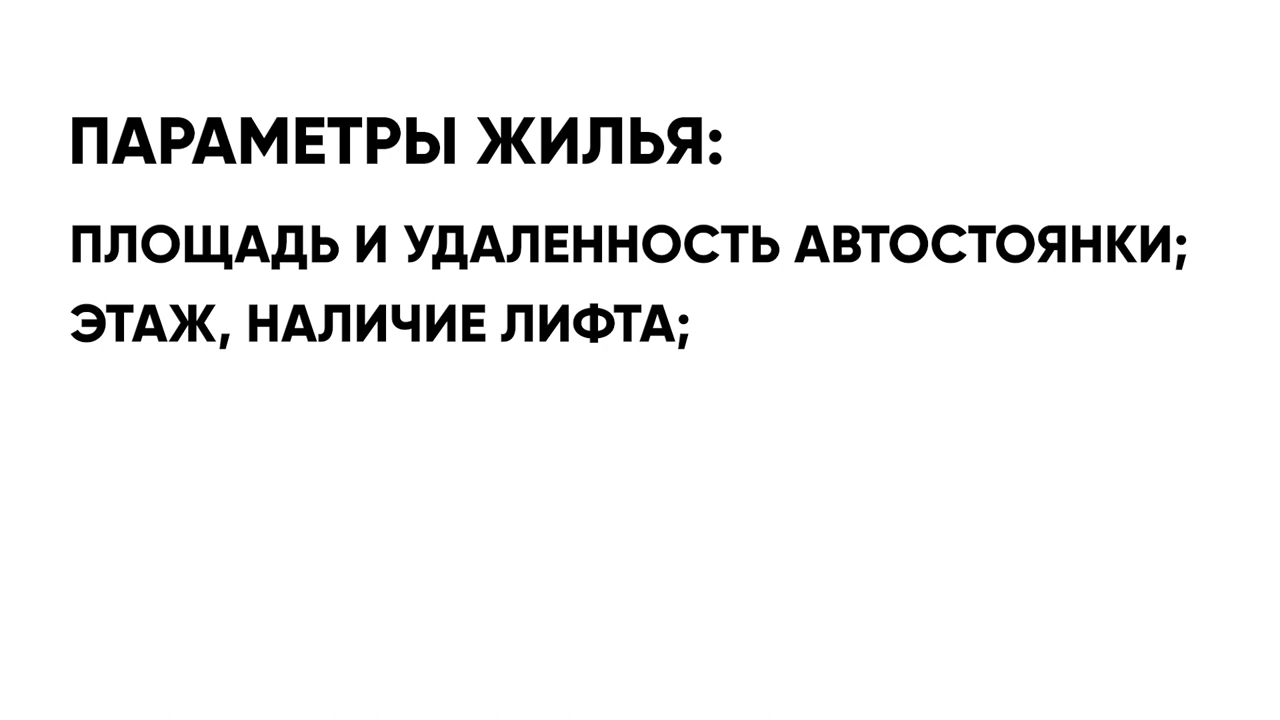 ПАРАМЕТРЫ ЖИЛЬЯ:
ПЛОЩАДЬ И УДАЛЕННОСТЬ АВТОСТОЯНКИ;
ЭТАЖ, НАЛИЧИЕ ЛИФТА;